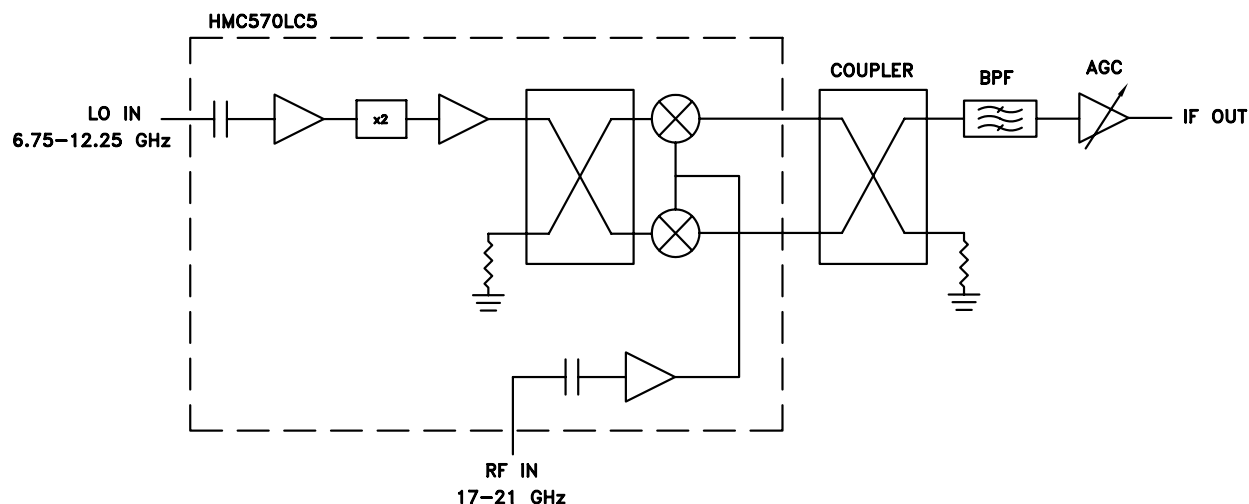 HMC570LC5
LO IN
6.75–12.25 GHz
x2
COUPLER
BPF
AGC
IF OUT
RF IN
17–21 GHz